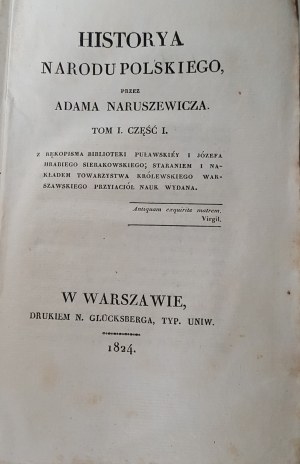 HISTORYA
NARODU POLSKIEGO,
PRZEZ
ADAMA NARUSZEWICZA.
TOM I. CZĘŚĆ I.
Z RĘKOPISMA BIBLIOTEKI PUŁAWSKIÉY I JÓZEFA
HRABIEGO SIERAKOWSKIEGO; STARANIEM I NA-
KŁADEM TOWARZYSTWA KRÓLEWSKIEGO WAR-
SZAWSKIEGO PRZYIACIÓŁ NAUK WYDANA.
Antiquam exquirite matrem.
Virgil.
W WARSZAWIE,
DRUKIEM N. GLÜCKSBERGA, TYP. UNIW.
1824.